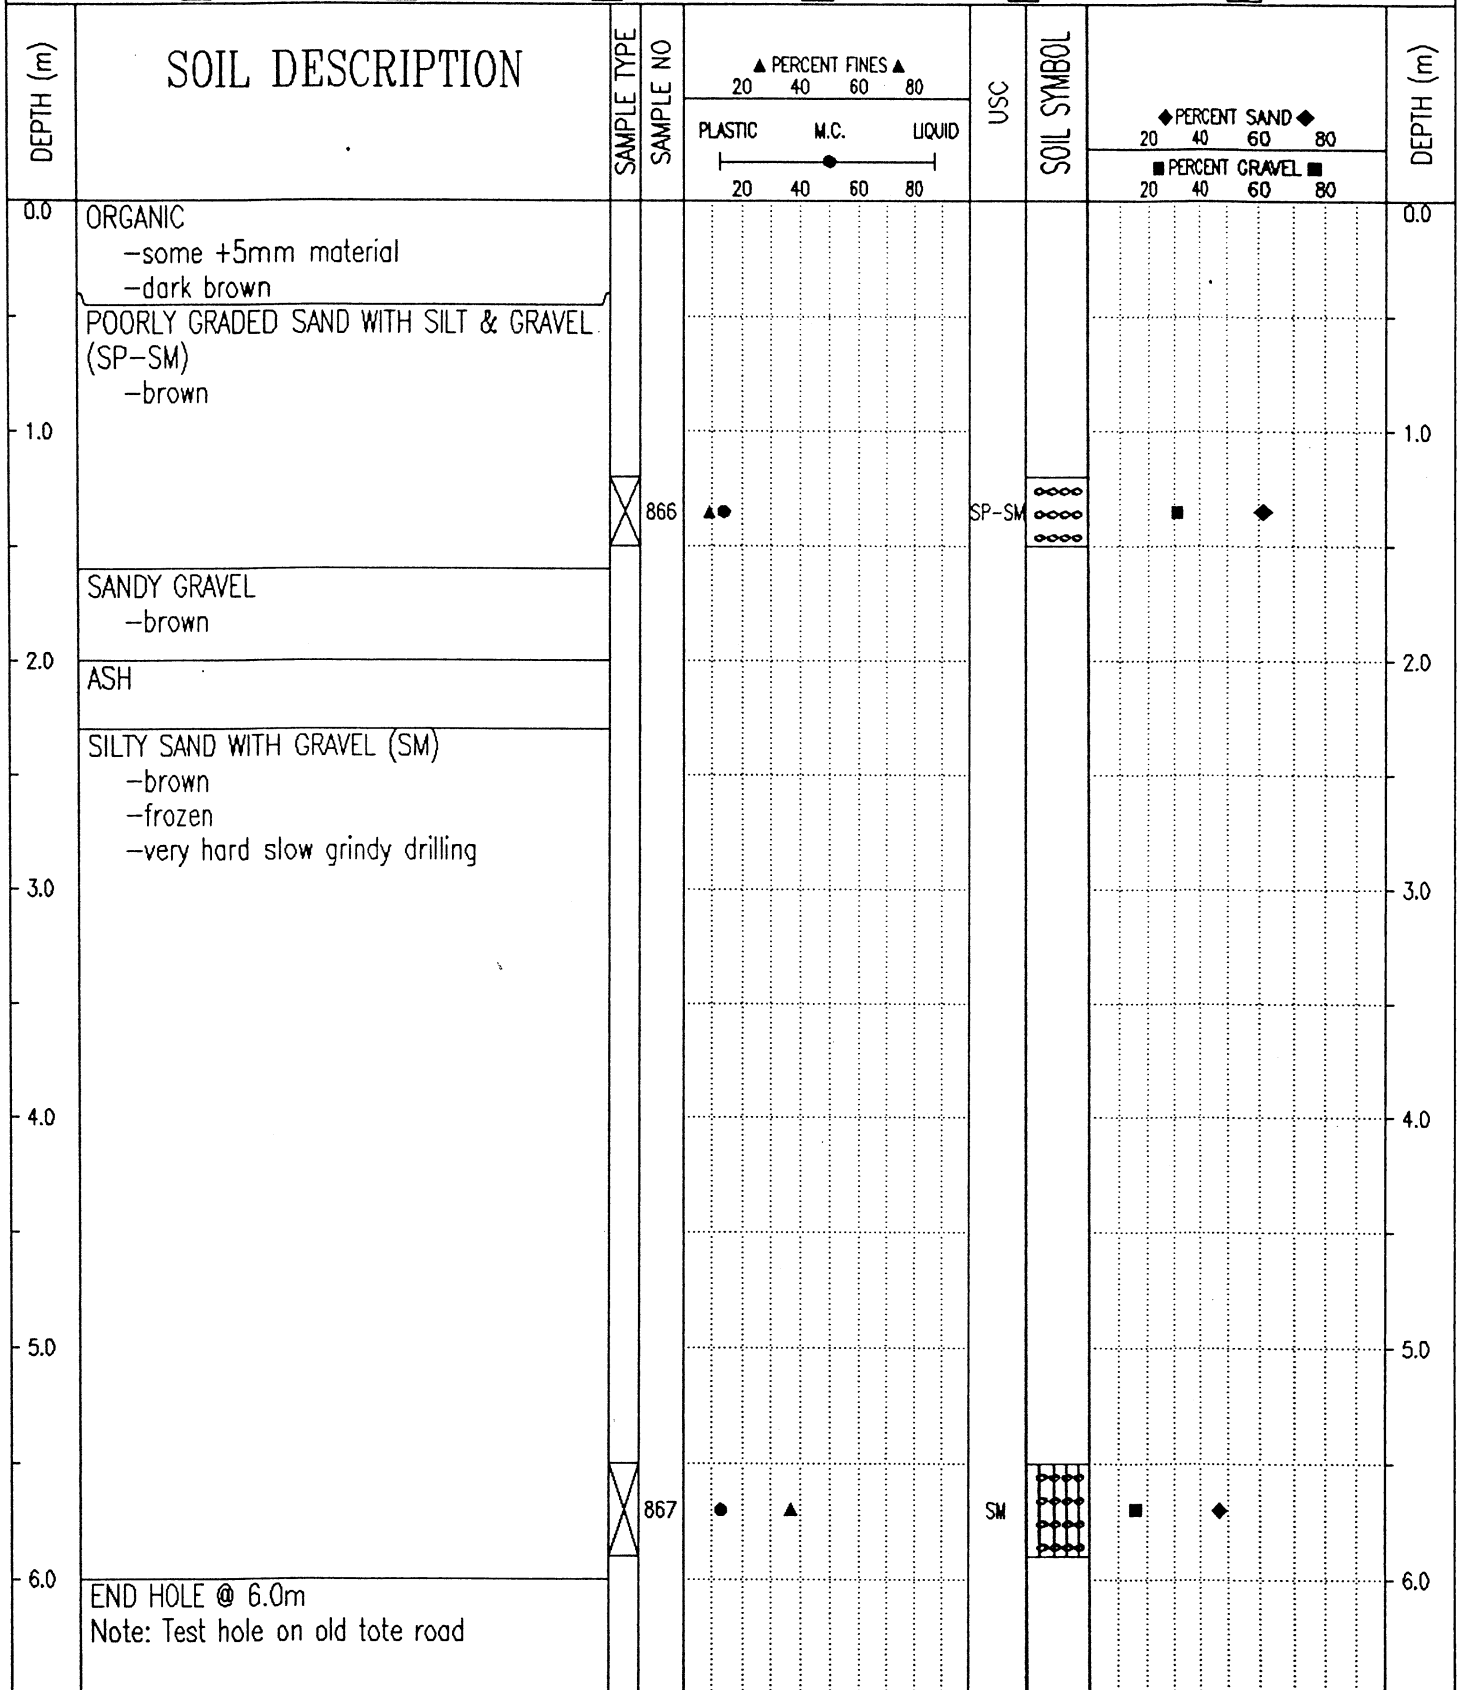 DEPTH (m)
SOIL DESCRIPTION
SAMPLE TYPE
SAMPLE NO
▲ PERCENT FINES ▲
20 40 60 80
PLASTIC M.C. LIQUID
20 40 60 80
USC
SOIL SYMBOL
◆PERCENT SAND◆
20 40 60 80
■PERCENT GRAVEL■
20 40 60 80
DEPTH (m)
0.0
ORGANIC
0.0
-some +5mm material
-dark brown
POORLY GRADED SAND WITH SILT & GRAVEL
(SP-SM)
-brown
1.0
1.0
866
SP-SM
SANDY GRAVEL
-brown
2.0
2.0
ASH
SILTY SAND WITH GRAVEL (SM)
-brown
-frozen
-very hard slow grindy drilling
3.0
3.0
4.0
4.0
5.0
5.0
867
SM
6.0
6.0
END HOLE @ 6.0m
Note: Test hole on old tote road